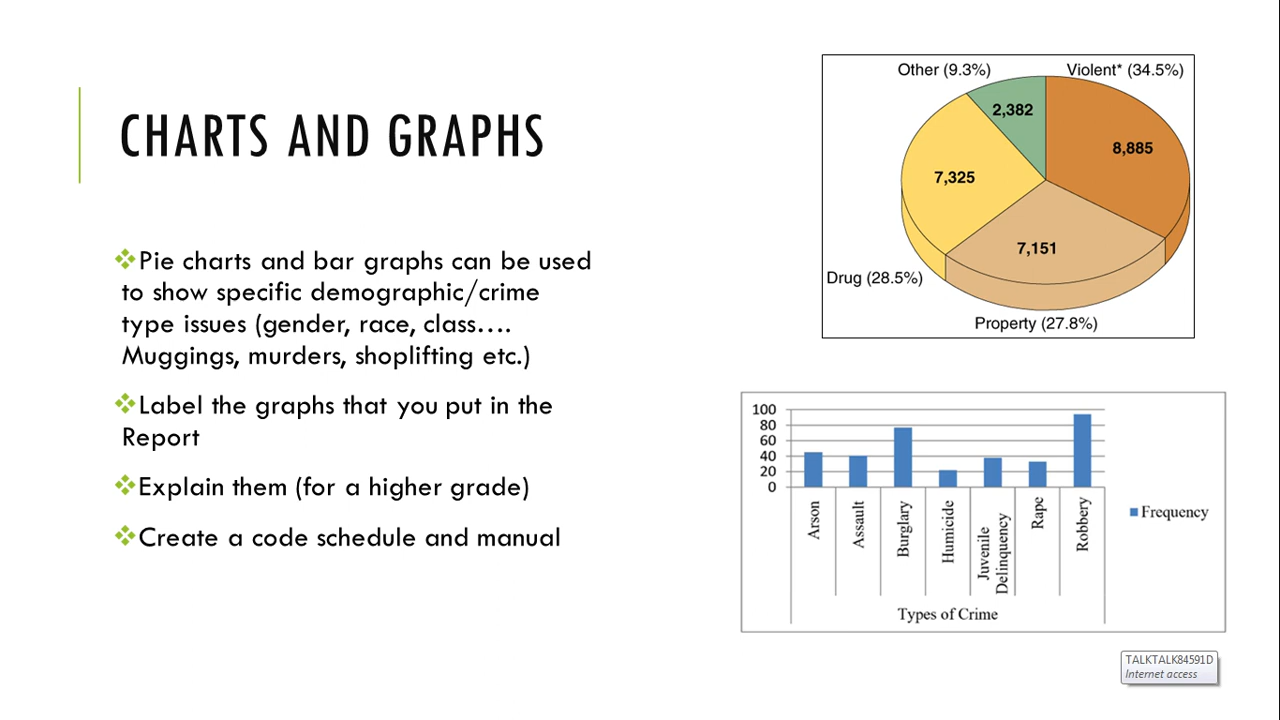 CHARTS AND GRAPHS
❖Pie charts and bar graphs can be used
to show specific demographic/crime
type issues (gender, race, class....
Muggings, murders, shoplifting etc.)
❖Label the graphs that you put in the
Report
❖Explain them (for a higher grade)
❖Create a code schedule and manual
Other (9.3%)
Violent* (34.5%)
2,382
8,885
7,325
7,151
Drug (28.5%)
Property (27.8%)
100
80
60
40
20
0
Arson
Assault
Burglary
Humicide
Juvenile
Delinquency
Rape
Robbery
Types of Crime
Frequency
TALKTALK84591D
Internet access